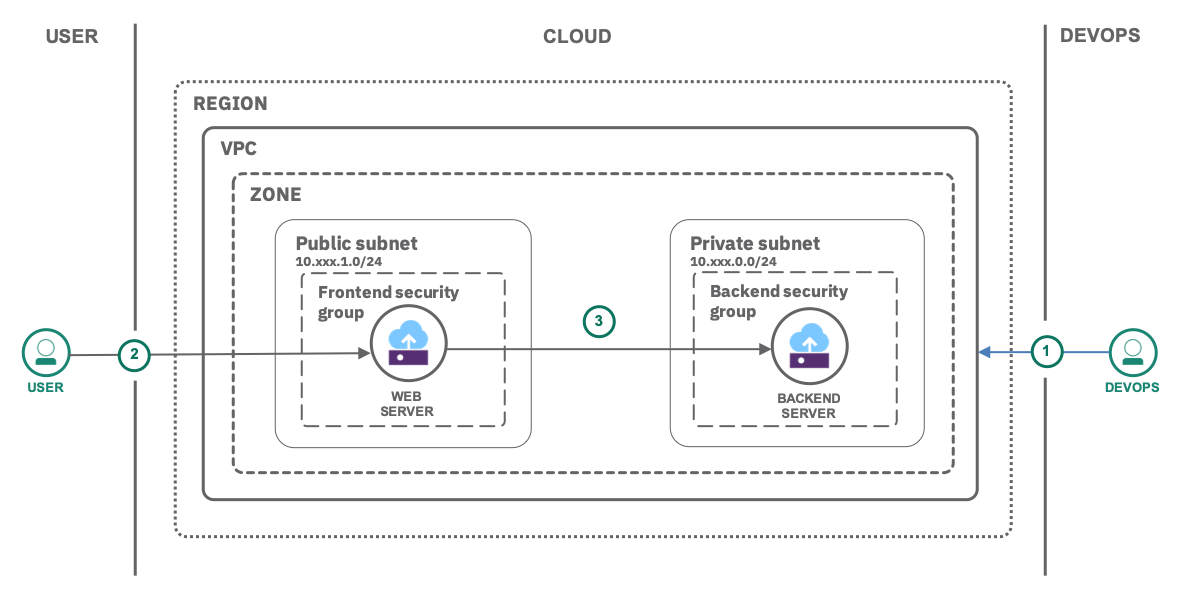 USER
CLOUD
DEVOPS
REGION
VPC
ZONE
Public subnet
10.xxx.1.0/24
Frontend security
group
WEB
SERVER
Private subnet
10.xxx.0.0/24
Backend security
group
BACKEND
SERVER
3
2
1
USER
DEVOPS